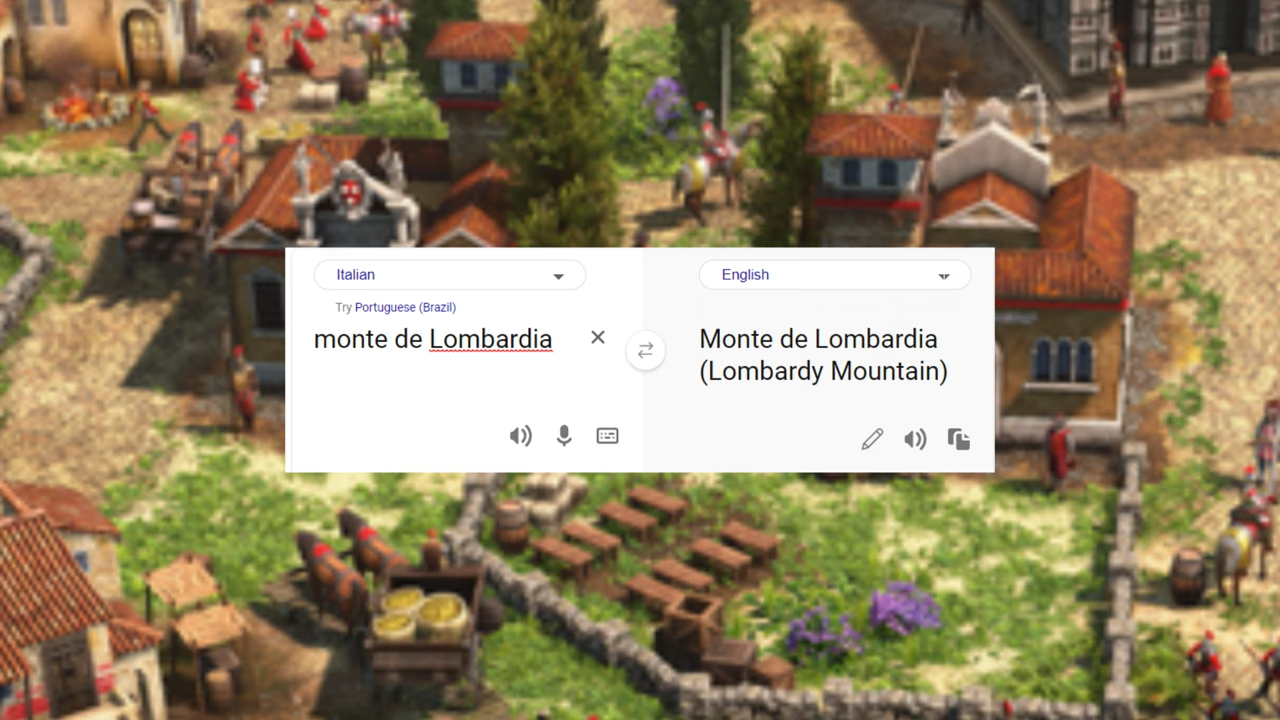 Italian
English
Try Portuguese (Brazil)
monte de Lombardia
Monte de Lombardia
(Lombardy Mountain)